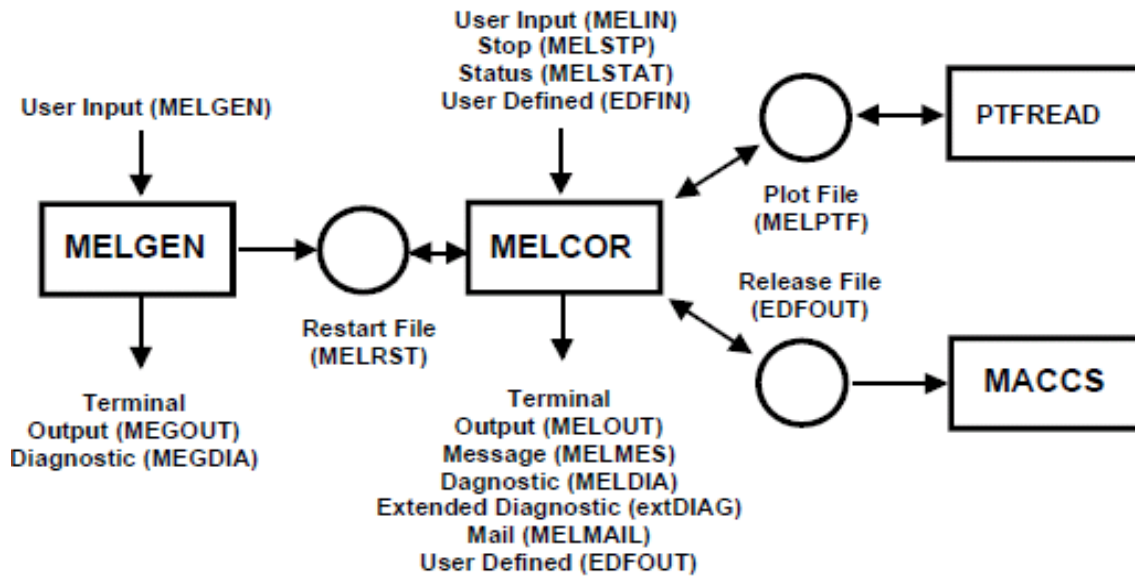 User Input (MELGEN)
MELGEN
Terminal
Output (MEGOUT)
Diagnostic (MEGDIA)
Restart File
(MELRST)
User Input (MELIN)
Stop (MELSTP)
Status (MELSTAT)
User Defined (EDFIN)
MELCOR
Terminal
Output (MELOUT)
Message (MELMES)
Dagnostic (MELDIA)
Extended Diagnostic (extDIAG)
Mail (MELMAIL)
User Defined (EDFOUT)
Plot File
(MELPTF)
PTFREAD
Release File
(EDFOUT)
MACCS